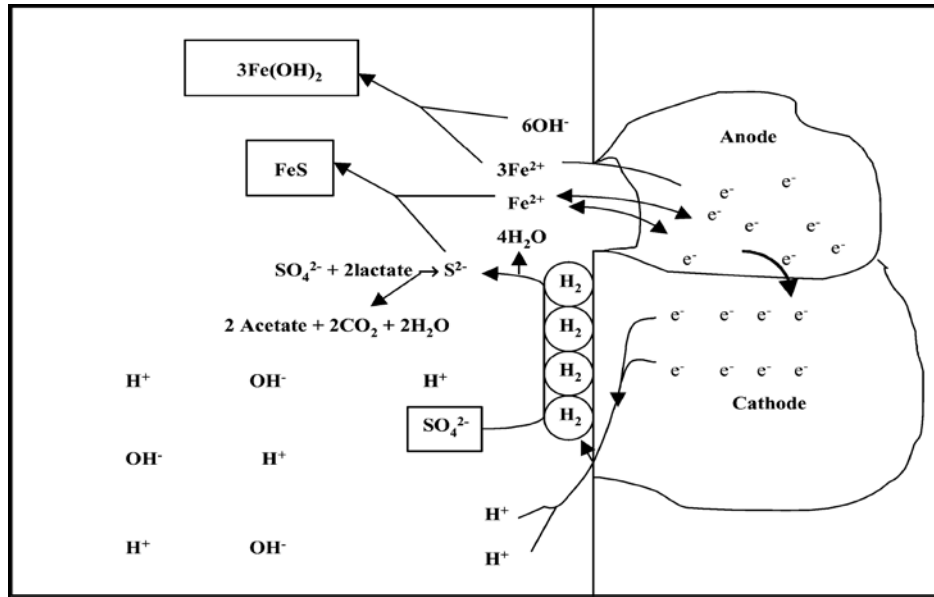 3Fe(OH)₂
6OH⁻
Anode
3Fe²⁺
FeS
e⁻ e⁻
Fe²⁺
e⁻
e⁻ e⁻
4H₂O
e⁻
e⁻ e⁻
SO₄²⁻ + 2lactate → S²⁻
H₂
e⁻ e⁻ e⁻ e⁻
2 Acetate + 2CO₂ + 2H₂O
H₂
H⁺ OH⁻ H⁺
H₂
e⁻ e⁻ e⁻ e⁻
Cathode
SO₄²⁻
H₂
OH⁻ H⁺
H⁺
H⁺ OH⁻
H⁺